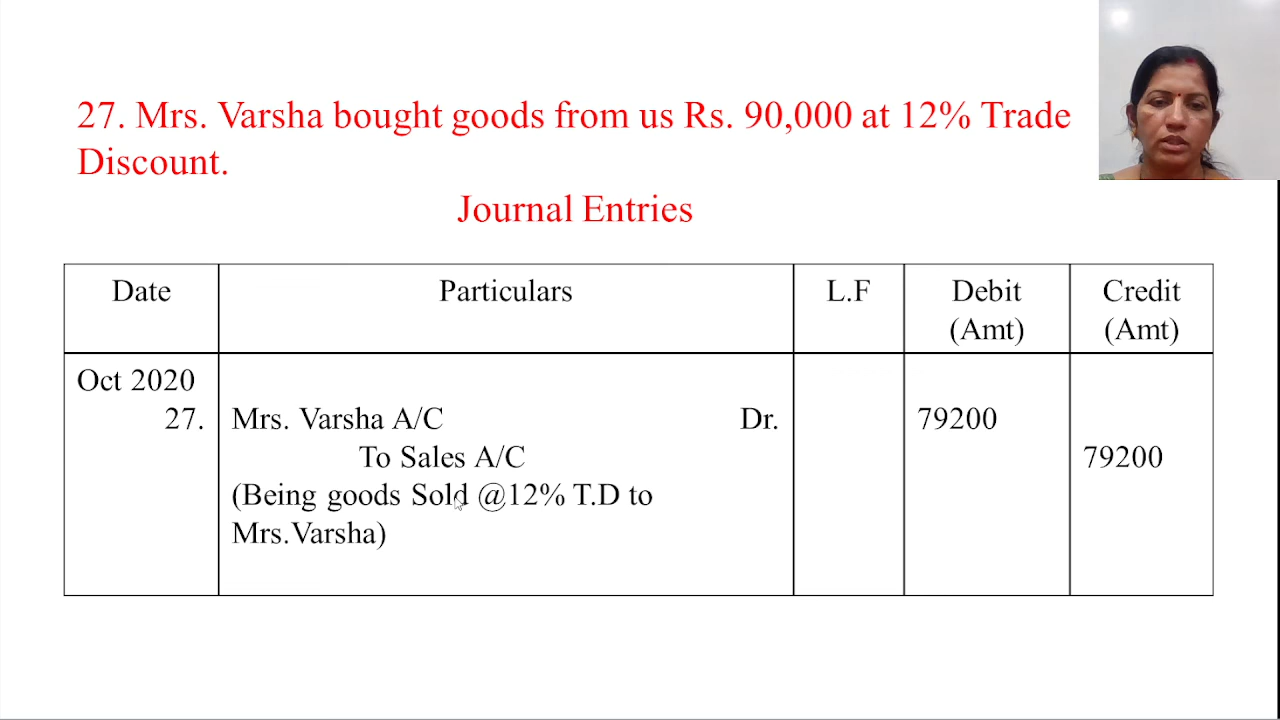 27. Mrs. Varsha bought goods from us Rs. 90,000 at 12% Trade
Discount.
Journal Entries
Date Particulars L.F Debit (Amt) Credit (Amt)
Oct 2020
27. Mrs. Varsha A/C Dr. 79200
To Sales A/C 79200
(Being goods Sold @12% T.D to
Mrs.Varsha)